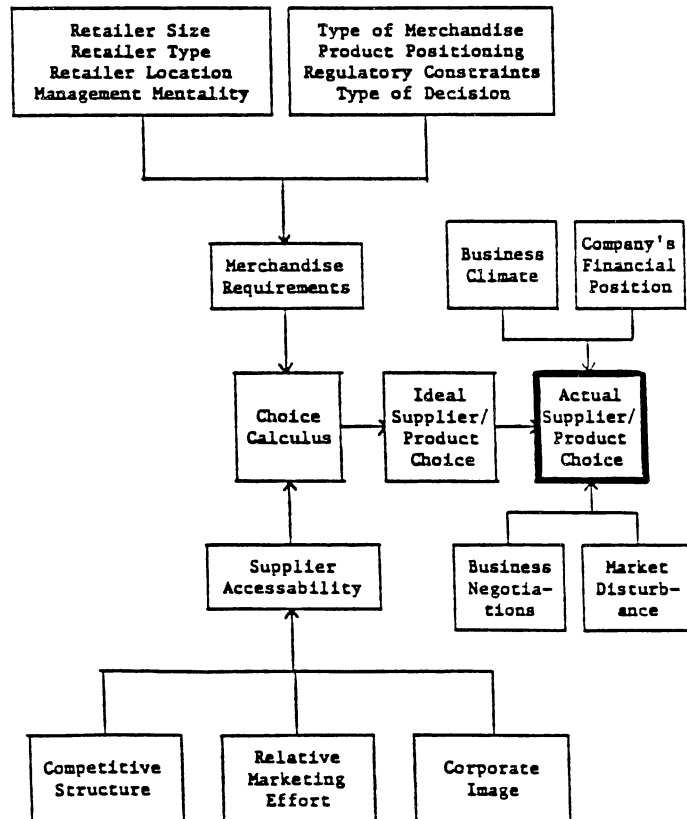 Retailer Size
Retailer Type
Retailer Location
Management Mentality
Type of Merchandise
Product Positioning
Regulatory Constraints
Type of Decision
Merchandise
Requirements
Business
Climate
Company's
Financial
Position
Choice
Calculus
Ideal
Supplier/
Product
Choice
Actual
Supplier/
Product
Choice
Supplier
Accessability
Business
Negotia-
tions
Market
Disturb-
ance
Competitive
Structure
Relative
Marketing
Effort
Corporate
Image